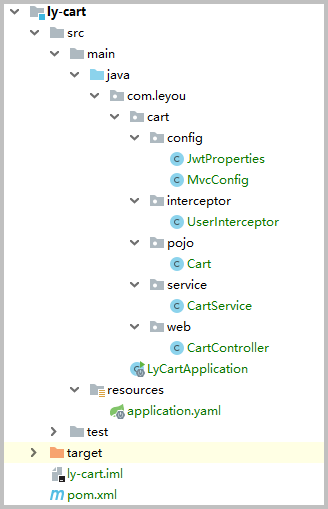 ly-cart
src
main
java
com.leyou
cart
config
JwtProperties
MvcConfig
interceptor
UserInterceptor
pojo
Cart
service
CartService
web
CartController
LyCartApplication
resources
application.yaml
test
target
ly-cart.iml
pom.xml